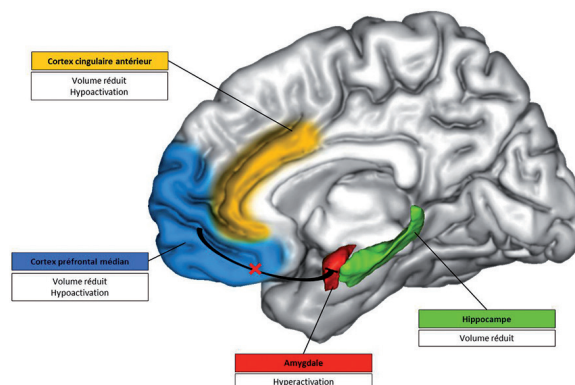 Cortex cingulaire antérieur
Volume réduit
Hypoactivation
Cortex préfrontal médian
Volume réduit
Hypoactivation
Hippocampe
Volume réduit
Amygdale
Hyperactivation